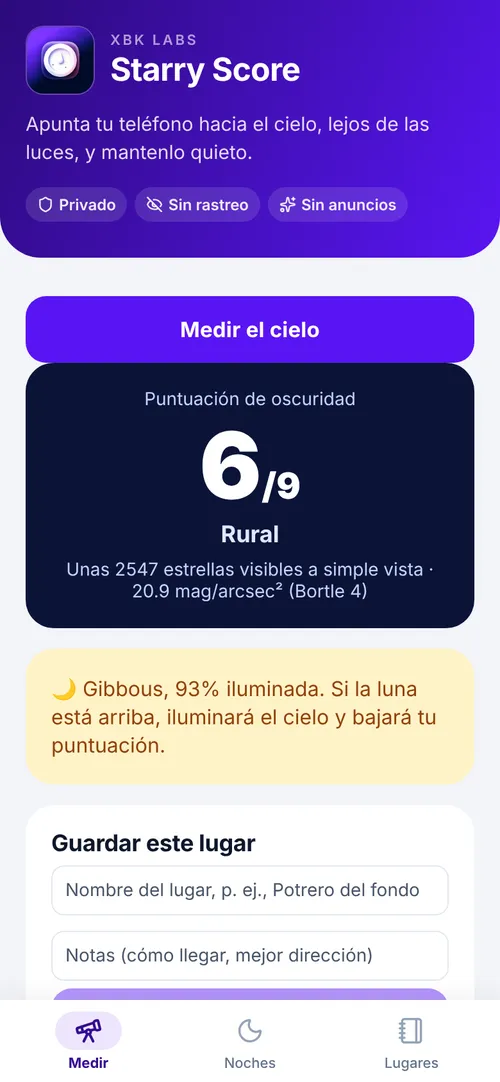 XBK LABS
Starry Score
Apunta tu teléfono hacia el cielo, lejos de las
luces, y mantenlo quieto.
Privado
Sin rastreo
Sin anuncios
Medir el cielo
Puntuación de oscuridad
6/9
Rural
Unas 2547 estrellas visibles a simple vista ·
20.9 mag/arcsec² (Bortle 4)
🌙 Gibbous, 93% iluminada. Si la luna
está arriba, iluminará el cielo y bajará tu
puntuación.
Guardar este lugar
Nombre del lugar, p. ej., Potrero del fondo
Notas (cómo llegar, mejor dirección)
Medir
Noches
Lugares